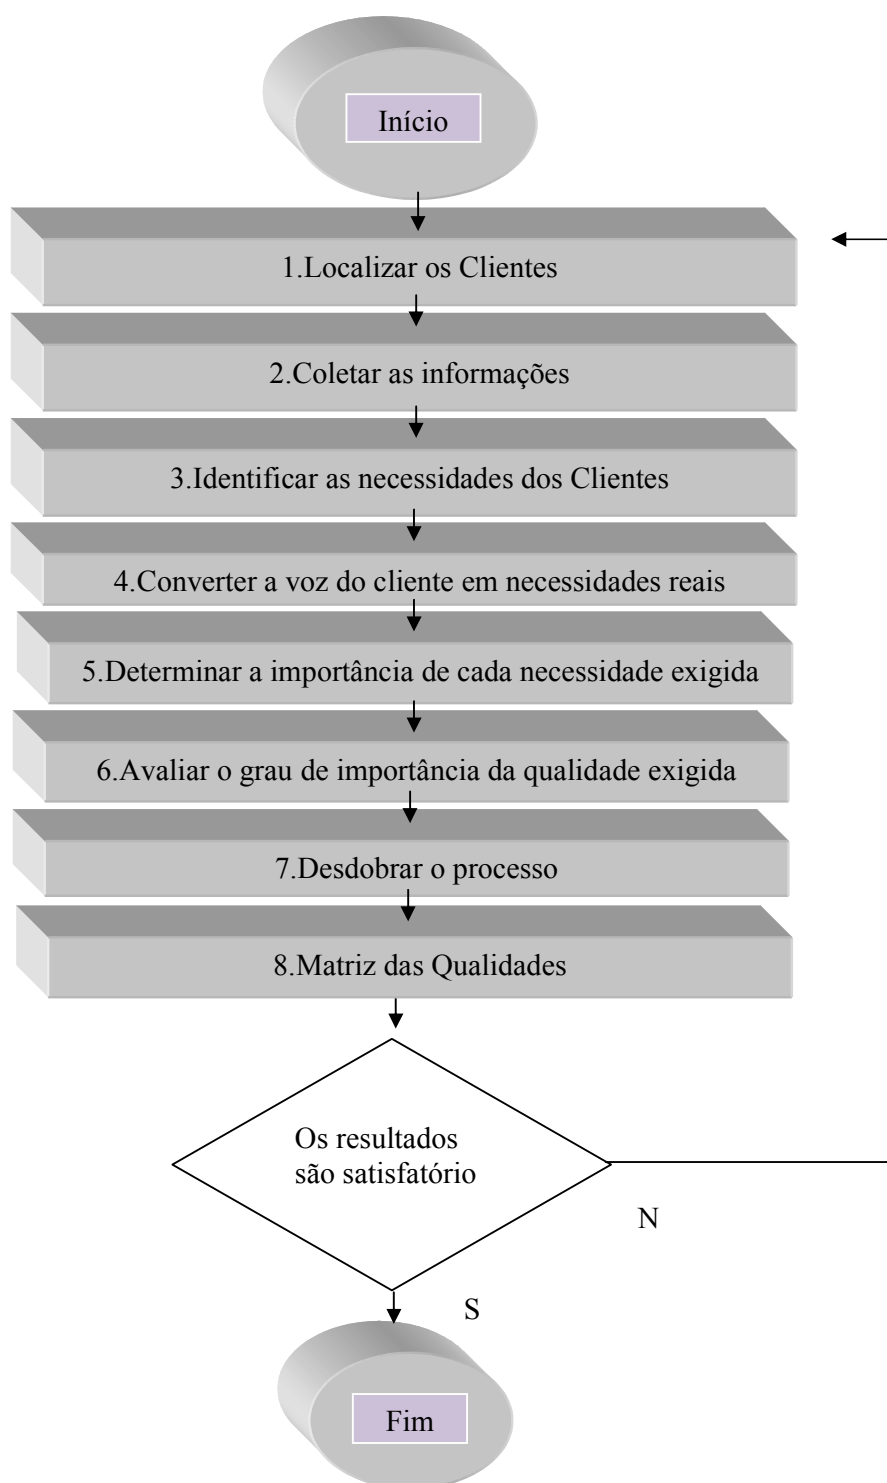 Início
1.Localizar os Clientes
2.Coletar as informações
3.Identificar as necessidades dos Clientes
4.Converter a voz do cliente em necessidades reais
5.Determinar a importância de cada necessidade exigida
6.Avaliar o grau de importância da qualidade exigida
7.Desdobrar o processo
8.Matriz das Qualidades
Os resultados
são satisfatório
N
S
Fim